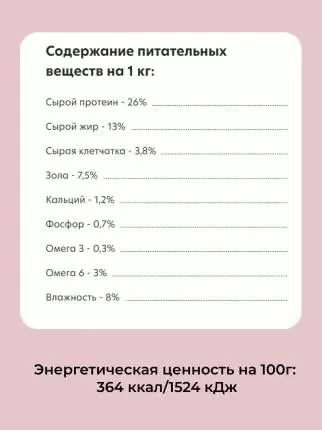 Содержание питательных
веществ на 1 кг:
Сырой протеин - 26%
Сырой жир - 13%
Сырая клетчатка - 3,8%
Зола - 7,5%
Кальций - 1,2%
Фосфор - 0,7%
Омега 3 - 0,3%
Омега 6 - 3%
Влажность - 8%
Энергетическая ценность на 100г:
364 ккал/1524 кДж